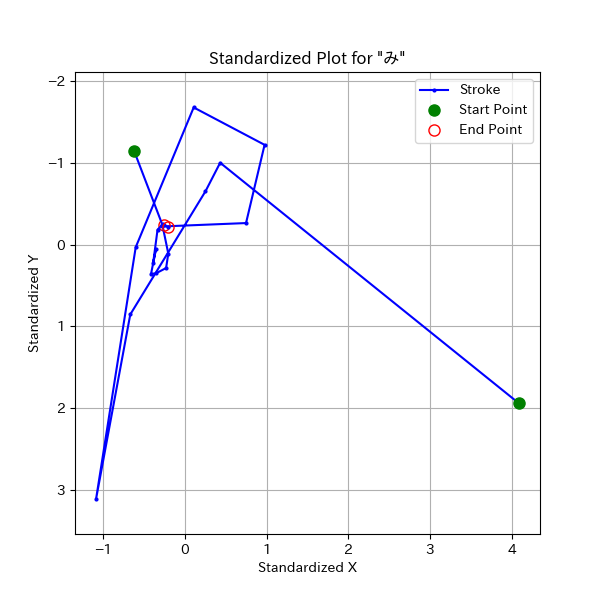 Standardized Plot for "み"
Stroke
Start Point
End Point
−2
−1
0
1
2
3
Standardized Y
−1 0 1 2 3 4
Standardized X